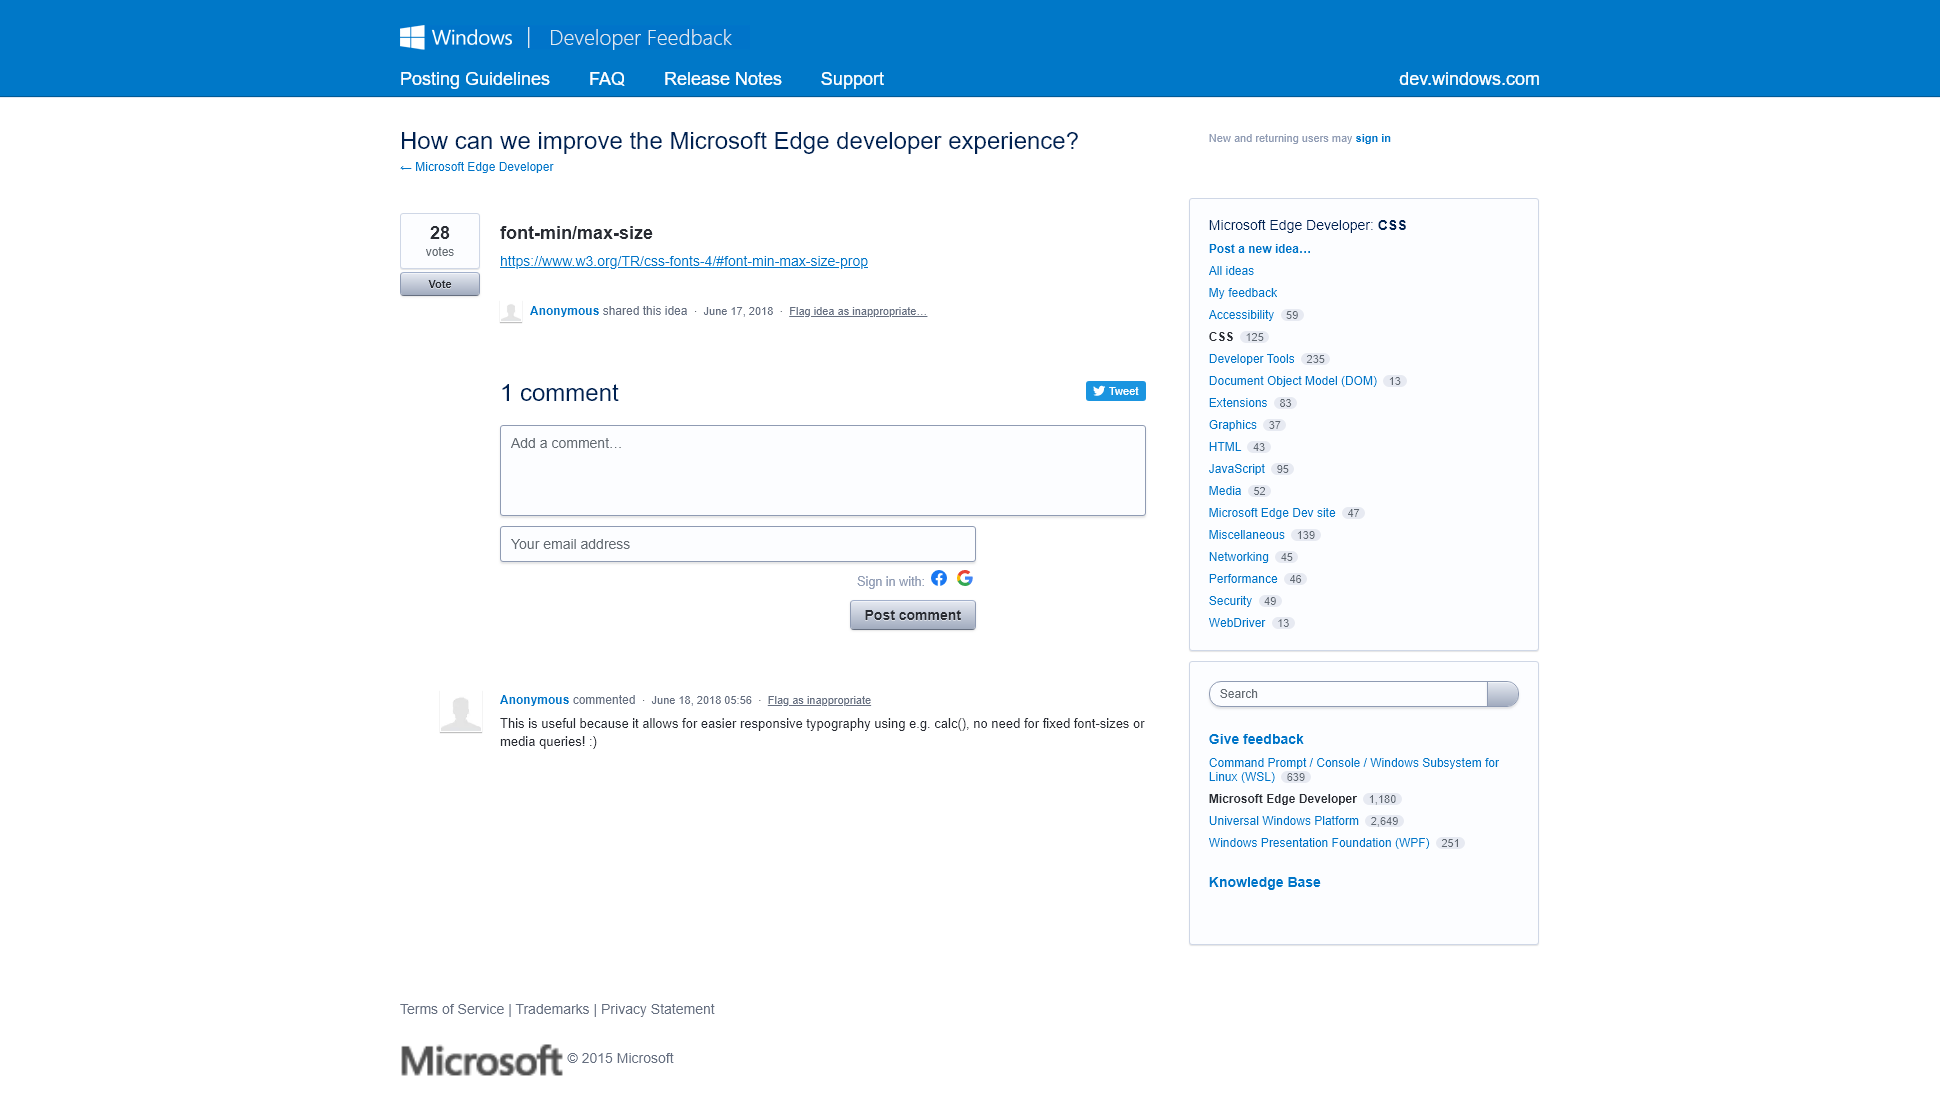 Windows | Developer Feedback
Posting Guidelines FAQ Release Notes Support dev.windows.com
How can we improve the Microsoft Edge developer experience?
← Microsoft Edge Developer
New and returning users may sign in
28
votes
Vote
font-min/max-size
https://www.w3.org/TR/css-fonts-4/#font-min-max-size-prop
Anonymous shared this idea · June 17, 2018 · Flag idea as inappropriate…
1 comment
Tweet
Add a comment…
Your email address
Sign in with:
Post comment
Anonymous commented · June 18, 2018 05:56 · Flag as inappropriate
This is useful because it allows for easier responsive typography using e.g. calc(), no need for fixed font-sizes or
media queries! :)
Microsoft Edge Developer: CSS
Post a new idea…
All ideas
My feedback
Accessibility 59
CSS 125
Developer Tools 235
Document Object Model (DOM) 13
Extensions 83
Graphics 37
HTML 43
JavaScript 95
Media 52
Microsoft Edge Dev site 47
Miscellaneous 139
Networking 45
Performance 46
Security 49
WebDriver 13
Search
Give feedback
Command Prompt / Console / Windows Subsystem for
Linux (WSL) 639
Microsoft Edge Developer 1,180
Universal Windows Platform 2,649
Windows Presentation Foundation (WPF) 251
Knowledge Base
Terms of Service | Trademarks | Privacy Statement
Microsoft © 2015 Microsoft